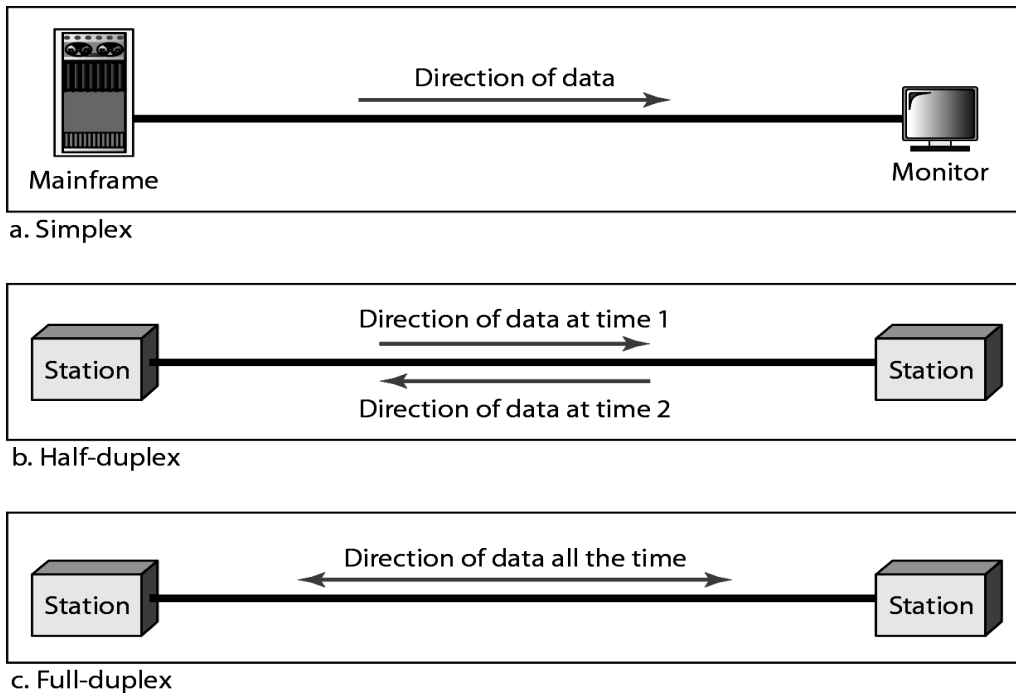 Direction of data
Mainframe
Monitor
a. Simplex
Direction of data at time 1
Station
Station
Direction of data at time 2
b. Half-duplex
Direction of data all the time
Station
Station
c. Full-duplex